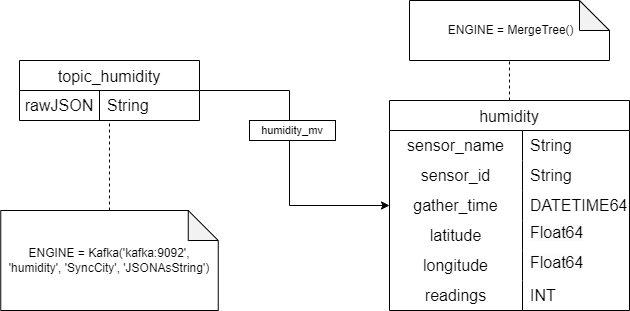 ENGINE = MergeTree()
topic_humidity
rawJSON String
humidity_mv
humidity
sensor_name String
sensor_id String
gather_time DATETIME64
latitude Float64
longitude Float64
readings INT
ENGINE = Kafka('kafka:9092',
'humidity', 'SyncCity', 'JSONAsString')